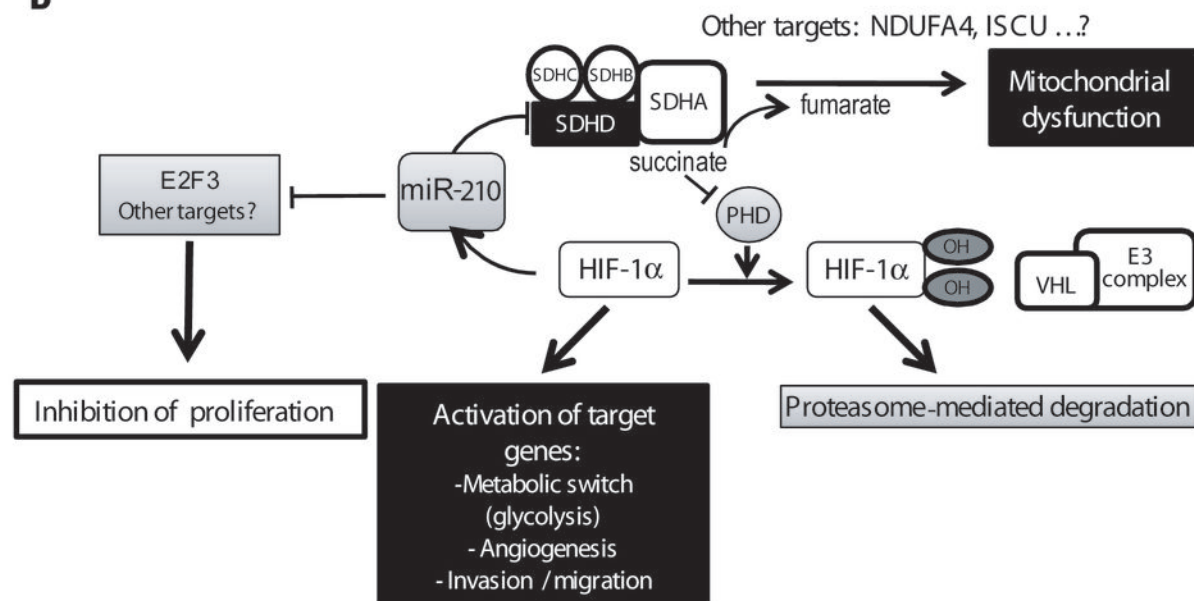 Other targets: NDUFA4, ISCU ...?
SDHC
SDHB
SDHA
SDHD
fumarate
Mitochondrial
dysfunction
succinate
E2F3
Other targets?
miR-210
PHD
HIF-1α
HIF-1α
OH
OH
VHL
E3
complex
Inhibition of proliferation
Activation of target
genes:
-Metabolic switch
(glycolysis)
- Angiogenesis
- Invasion / migration
Proteasome-mediated degradation